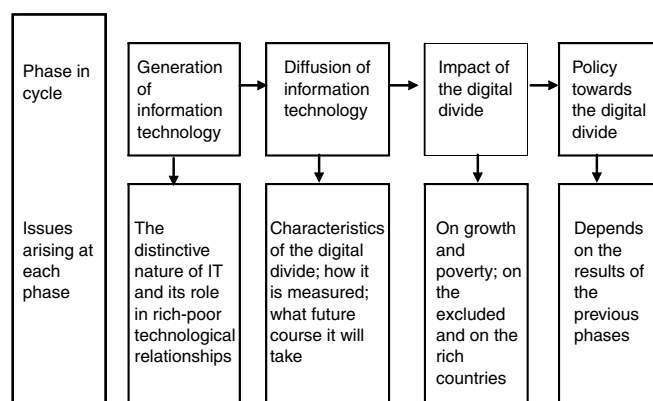 Phase in
cycle
Generation
of
information
technology
Diffusion of
information
technology
Impact of
the digital
divide
Policy
towards
the digital
divide
Issues
arising at
each
phase
The
distinctive
nature of IT
and its role
in rich-poor
technological
relationships
Characteristics
of the digital
divide; how it
is measured;
what future
course it will
take
On growth
and
poverty; on
the
excluded
and on the
rich
countries
Depends
on the
results of
the
previous
phases